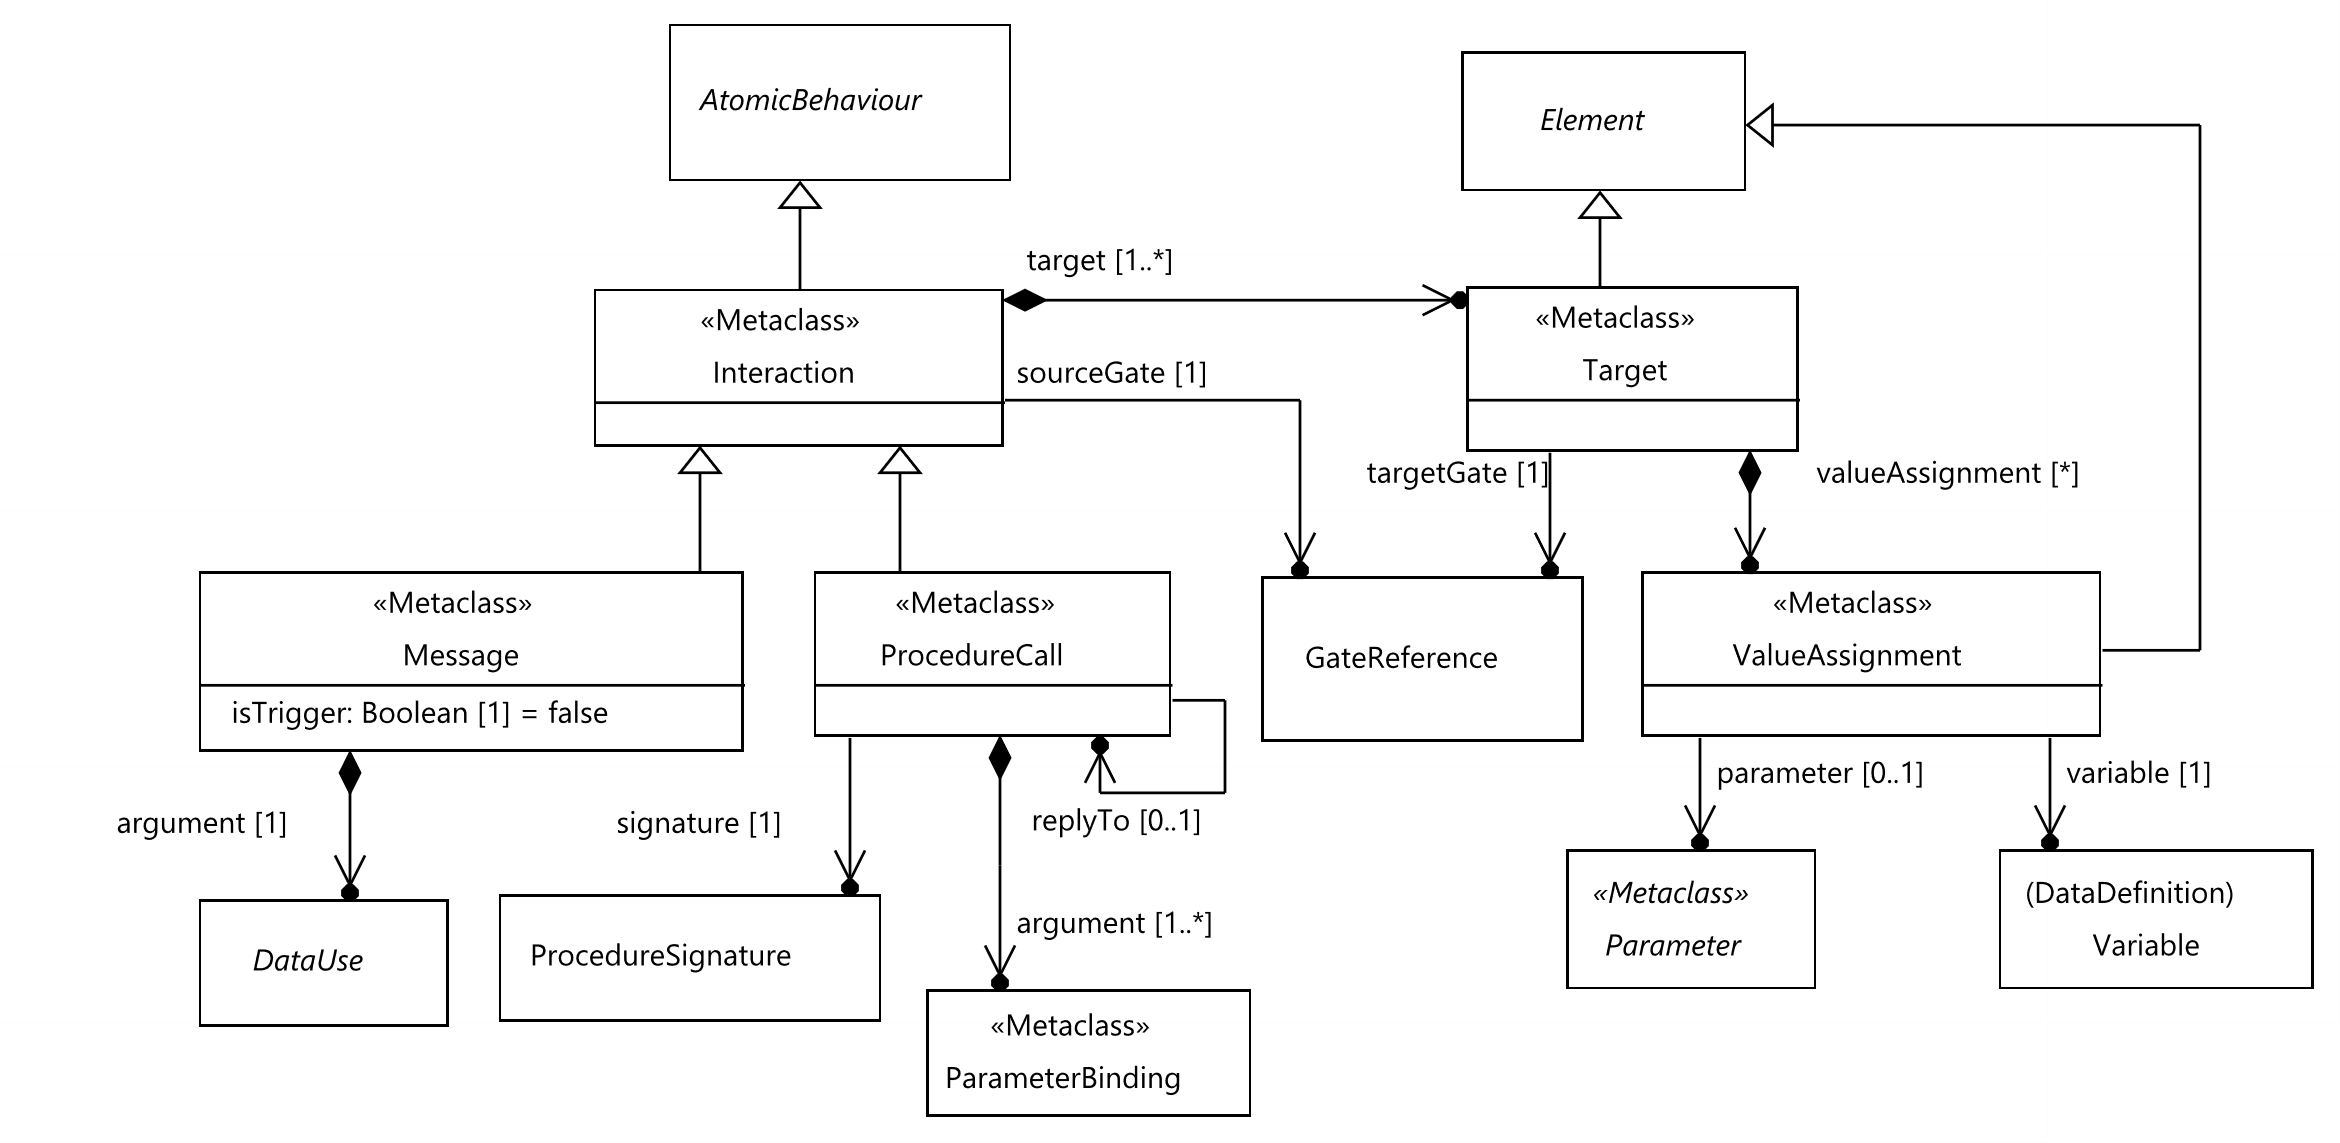 AtomicBehaviour
Element
target [1..*]
«Metaclass»
Interaction
«Metaclass»
Target
sourceGate [1]
targetGate [1]
valueAssignment [*]
«Metaclass»
Message
isTrigger: Boolean [1] = false
«Metaclass»
ProcedureCall
GateReference
«Metaclass»
ValueAssignment
argument [1]
signature [1]
replyTo [0..1]
parameter [0..1]
variable [1]
DataUse
ProcedureSignature
argument [1..*]
«Metaclass»
ParameterBinding
«Metaclass»
Parameter
(DataDefinition)
Variable